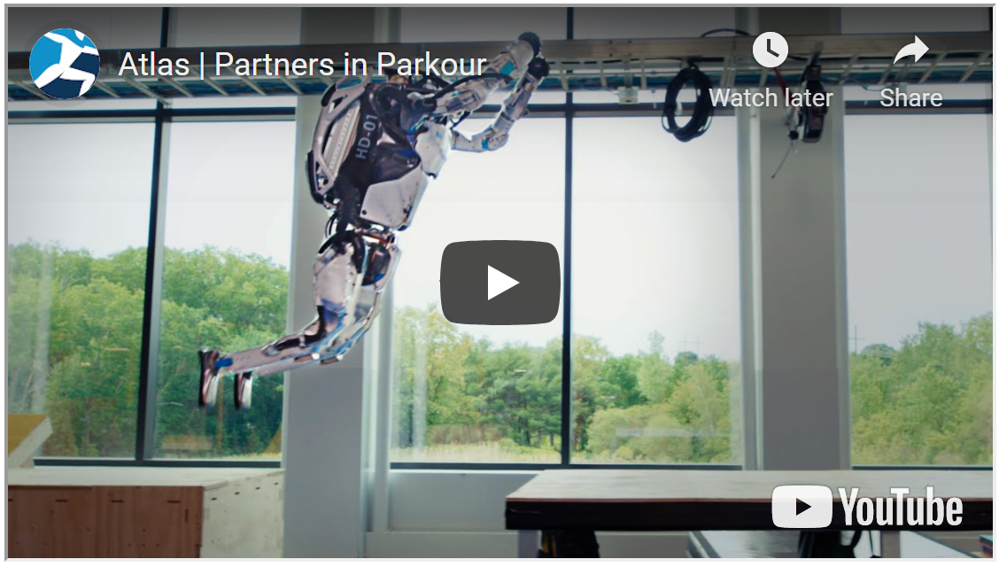 Atlas | Partners in Parkour
Watch later
Share
HD-01
YouTube